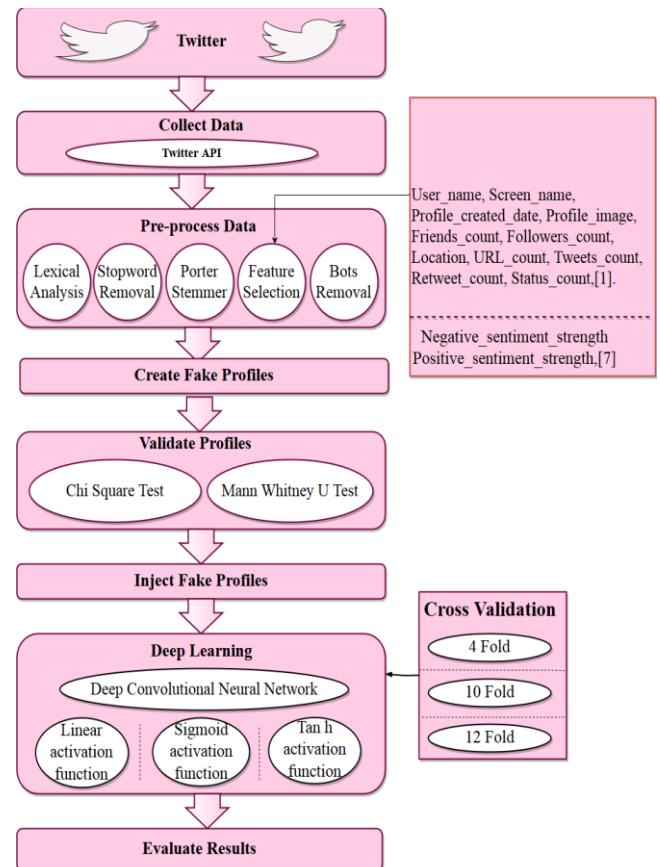 Twitter
Collect Data
Twitter API
Pre-process Data
Lexical
Analysis
Stopword
Removal
Porter
Stemmer
Feature
Selection
Bots
Removal
User_name, Screen_name,
Profile_created_date, Profile_image,
Friends_count, Followers_count,
Location, URL_count, Tweets_count,
Retweet_count, Status_count,[1].
Negative_sentiment_strength
Positive_sentiment_strength,[7]
Create Fake Profiles
Validate Profiles
Chi Square Test
Mann Whitney U Test
Inject Fake Profiles
Deep Learning
Deep Convolutional Neural Network
Linear
activation
function
Sigmoid
activation
function
Tan h
activation
function
Cross Validation
4 Fold
10 Fold
12 Fold
Evaluate Results